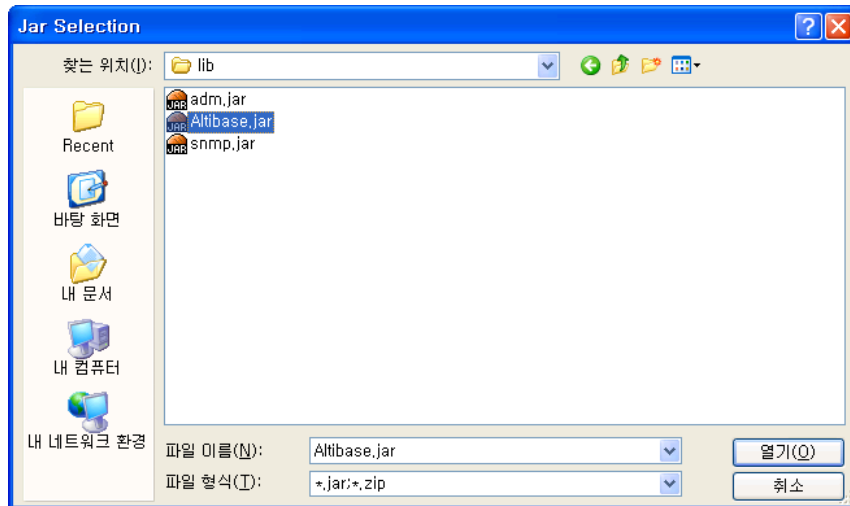 Jar Selection
찾는 위치(I):
lib
Recent
바탕 화면
내 문서
내 컴퓨터
내 네트워크 환경
JAR adm.jar
JAR Altibase.jar
JAR snmp.jar
파일 이름(N):
Altibase.jar
열기(O)
파일 형식(T):
*.jar;*.zip
취소